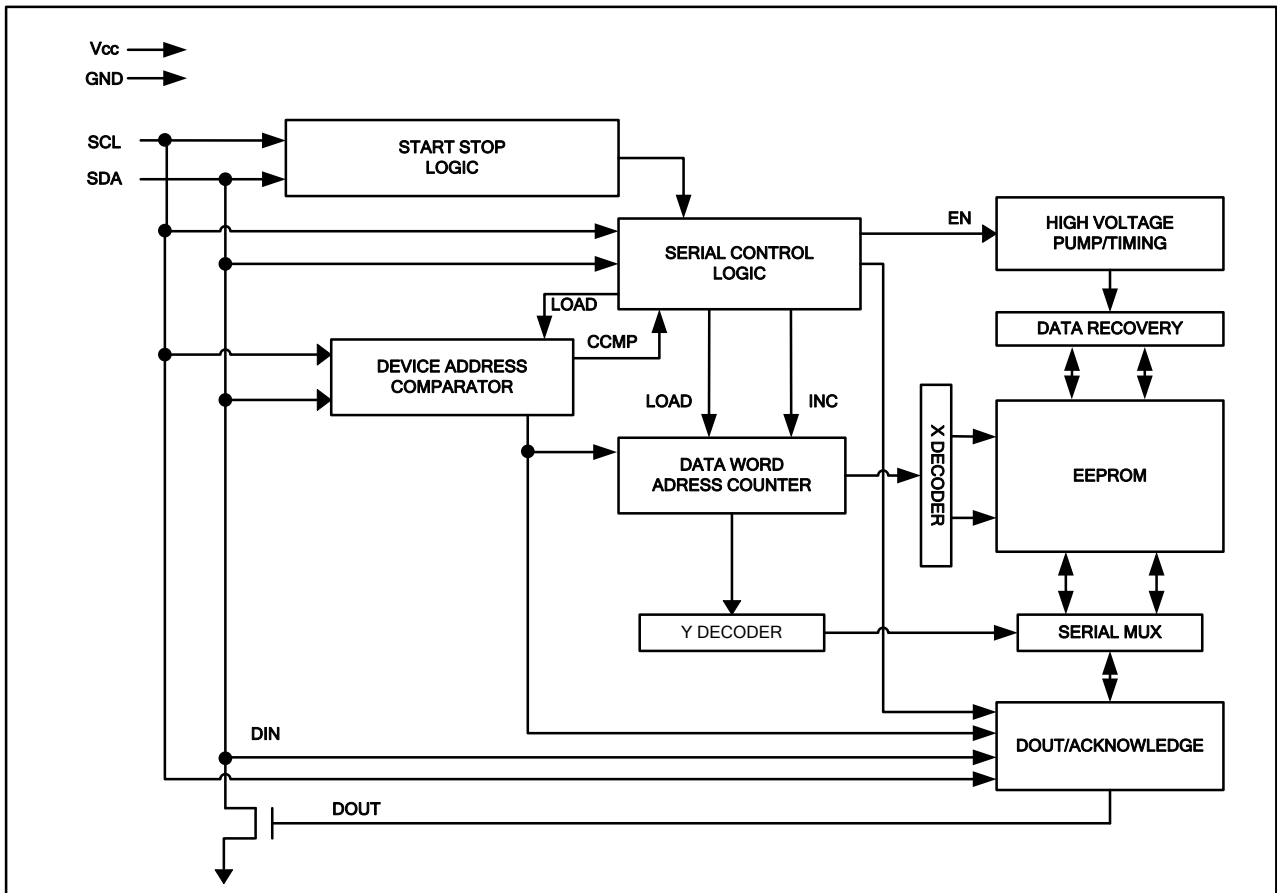 Vcc
GND
SCL
SDA
START STOP
LOGIC
SERIAL CONTROL
LOGIC
EN
HIGH VOLTAGE
PUMP/TIMING
LOAD
CCMP
DATA RECOVERY
DEVICE ADDRESS
COMPARATOR
LOAD
INC
X DECODER
EEPROM
DATA WORD
ADRESS COUNTER
Y DECODER
SERIAL MUX
DIN
DOUT/ACKNOWLEDGE
DOUT